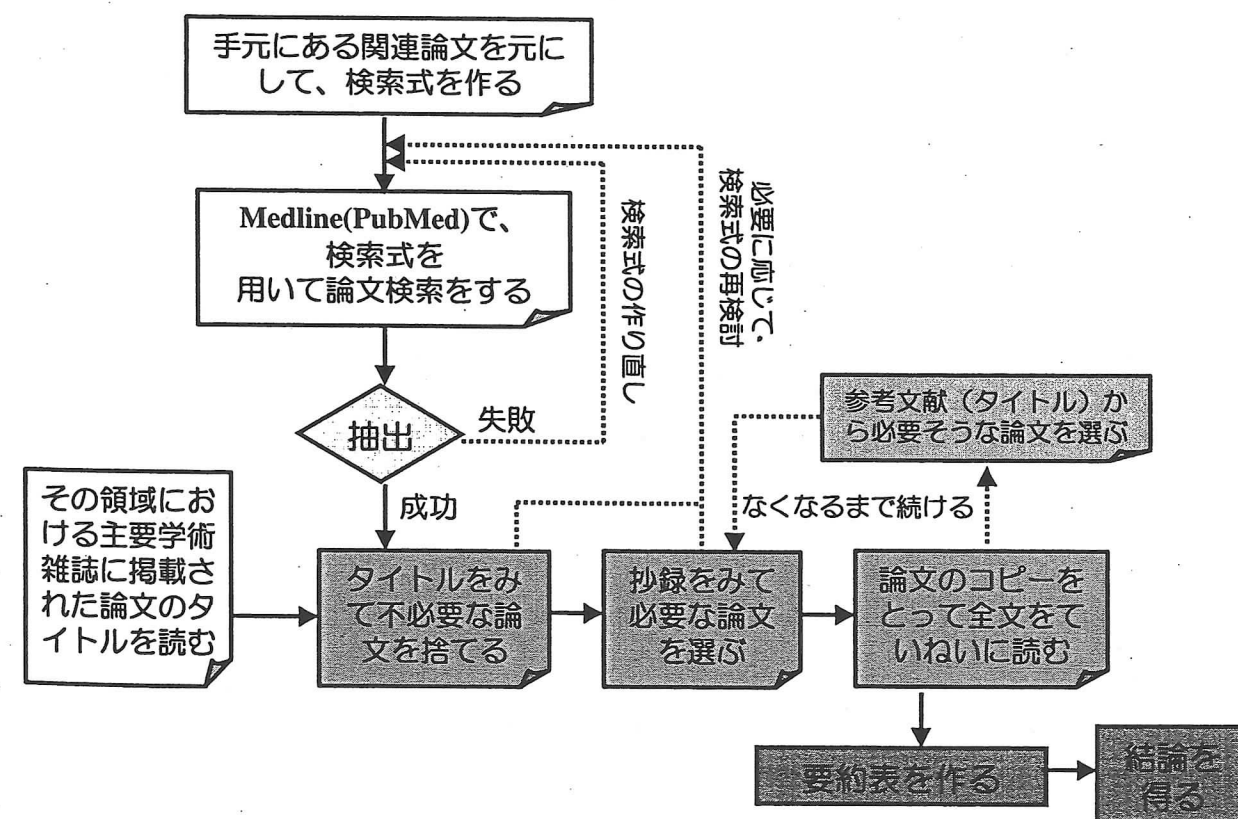 手元にある関連論文を元に
して、検索式を作る
Medline(PubMed)で、
検索式を
用いて論文検索をする
検索式の作り直し
必要に応じて、
検索式の再検討
抽出
失敗
成功
参考文献（タイトル）か
ら必要そうな論文を選ぶ
なくなるまで続ける
その領域にお
ける主要学術
雑誌に掲載さ
れた論文のタ
イトルを読む
タイトルをみ
て不必要な論
文を捨てる
抄録をみて
必要な論文
を選ぶ
論文のコピーを
とって全文をて
いねいに読む
要約表を作る
結論を
得る